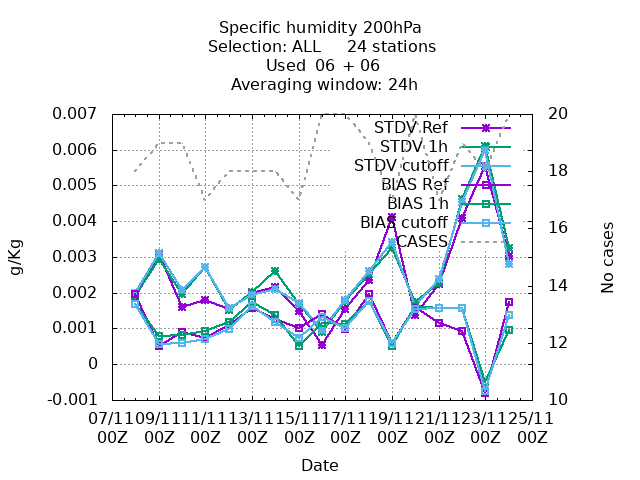 Specific humidity 200hPa
Selection: ALL 24 stations
Used 06 + 06
Averaging window: 24h
g/Kg
0.007
0.006
0.005
0.004
0.003
0.002
0.001
0
-0.001
STDV Ref
STDV 1h
STDV cutoff
BIAS Ref
BIAS 1h
BIAS cutoff
CASES
20
18
16
14
12
10
No cases
07/11 09/11 11/11 13/11 15/11 17/11 19/11 21/11 23/11 25/11
00Z 00Z 00Z 00Z 00Z 00Z 00Z 00Z 00Z 00Z
Date